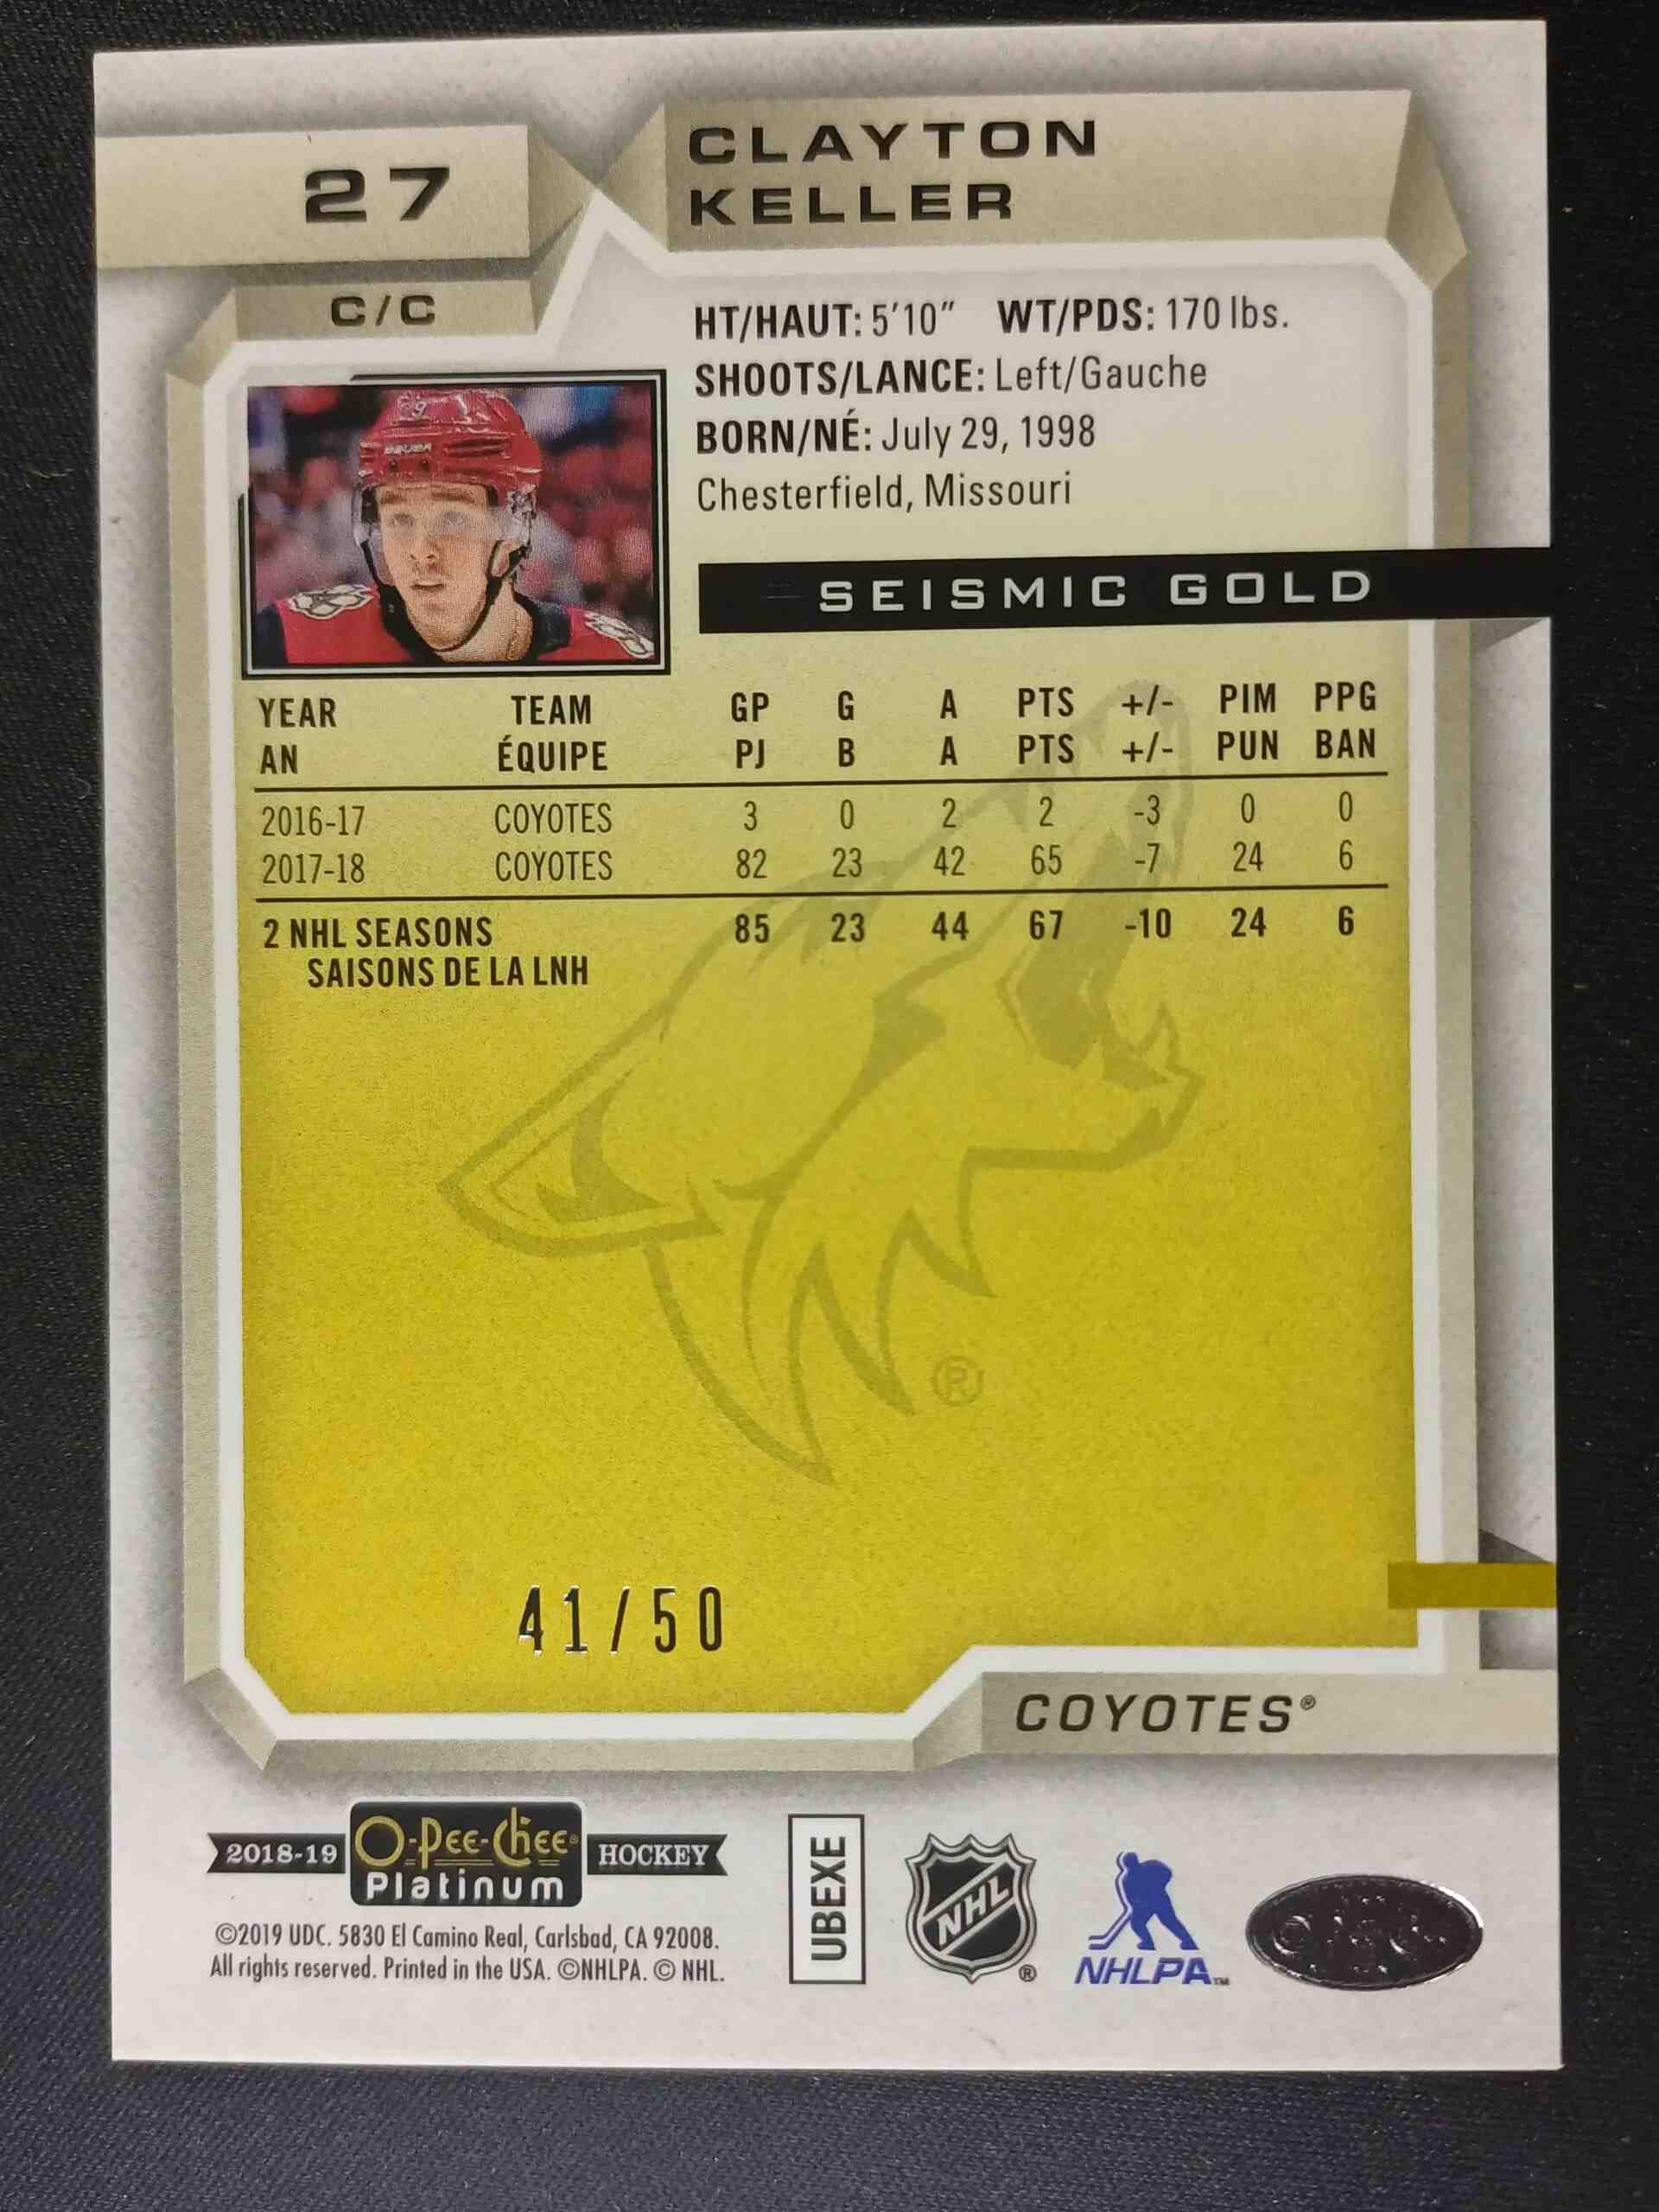 27
CLAYTON
KELLER
C/C
HT/HAUT: 5'10" WT/PDS: 170 lbs.
SHOOTS/LANCE: Left/Gauche
BORN/NÉ: July 29, 1998
Chesterfield, Missouri
SEISMIC GOLD
YEAR TEAM GP G A PTS +/- PIM PPG
AN ÉQUIPE PJ B A PTS +/- PUN BAN
2016-17 COYOTES 3 0 2 2 -3 0 0
2017-18 COYOTES 82 23 42 65 -7 24 6
2 NHL SEASONS 85 23 44 67 -10 24 6
SAISONS DE LA LNH
®
41/50
COYOTES®
2018-19 O-Pee-Chee® HOCKEY
Platinum
©2019 UDC. 5830 El Camino Real, Carlsbad, CA 92008.
All rights reserved. Printed in the USA. ©NHLPA. © NHL.
UBEXE
NHL®
NHLPA™